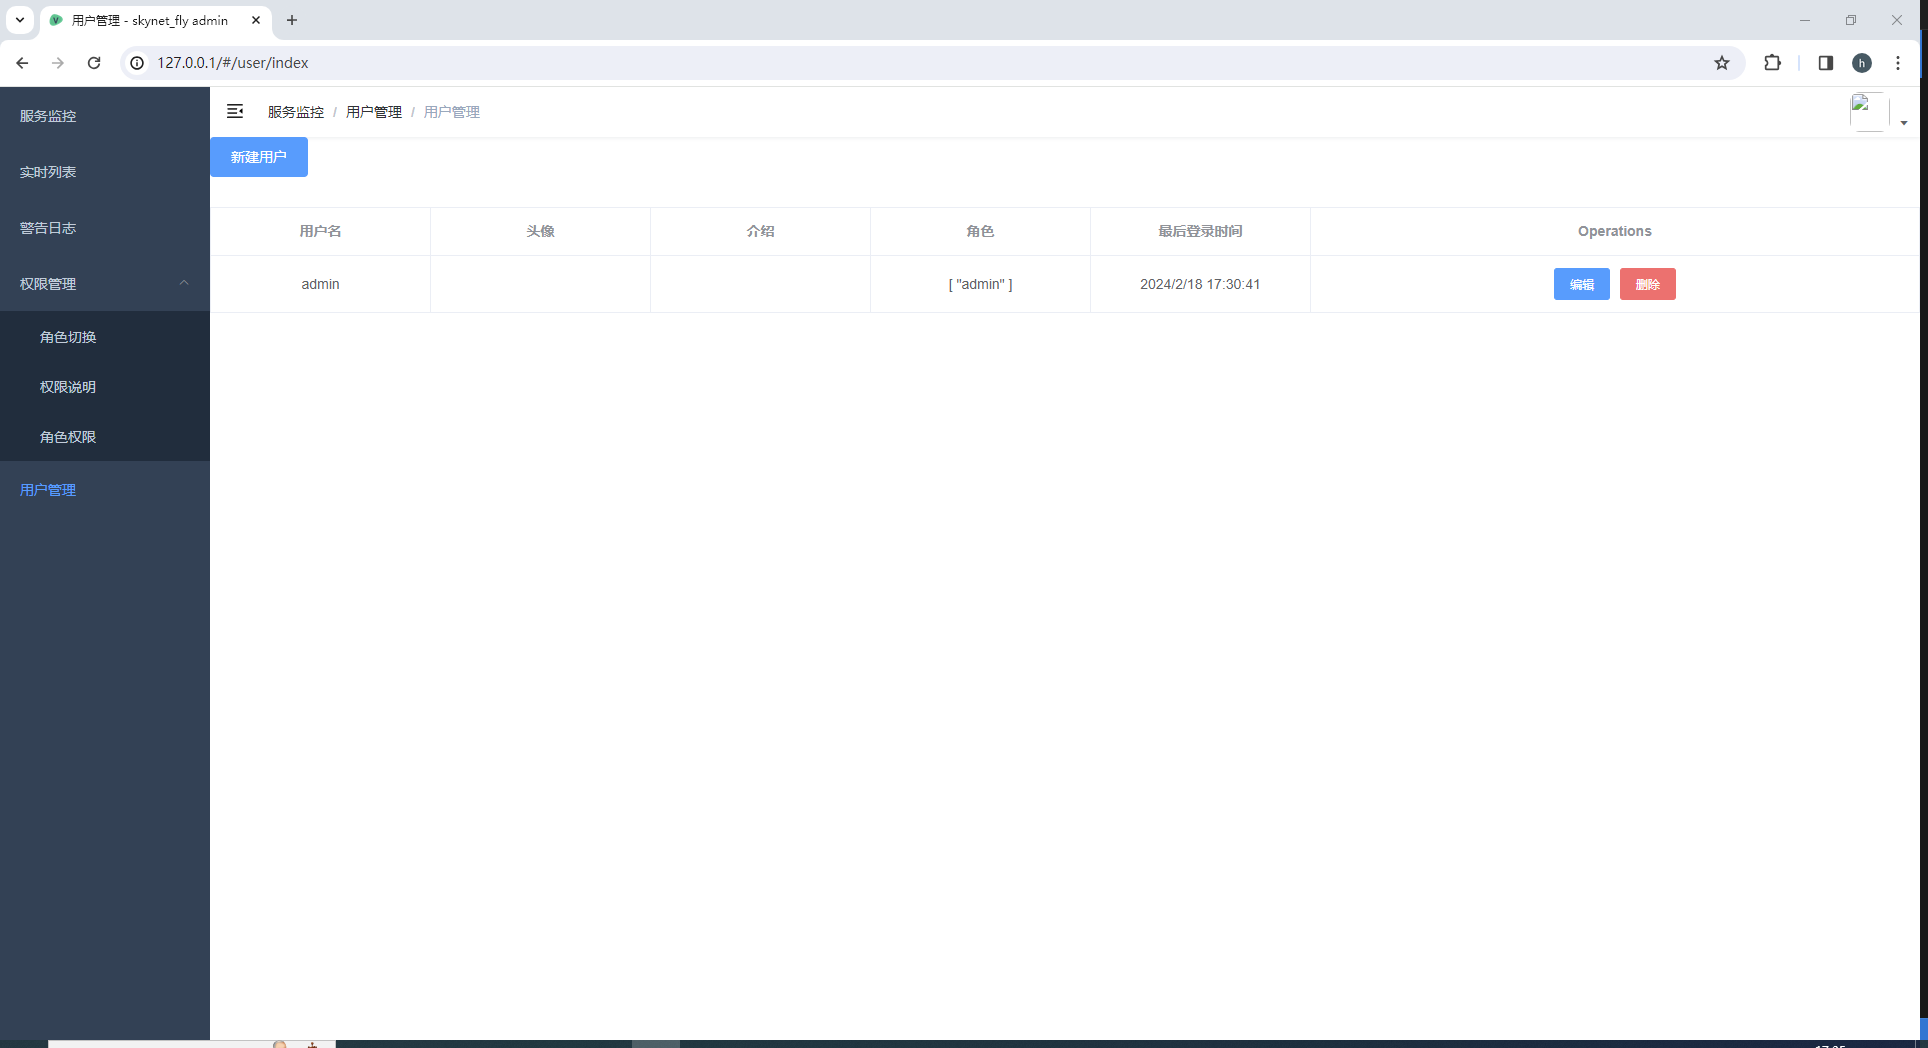 用户管理 - skynet_fly admin
127.0.0.1/#/user/index
h
服务监控
实时列表
警告日志
权限管理
角色切换
权限说明
角色权限
用户管理
服务监控 / 用户管理 / 用户管理
新建用户
用户名 头像 介绍 角色 最后登录时间 Operations
admin [ "admin" ] 2024/2/18 17:30:41 编辑 删除